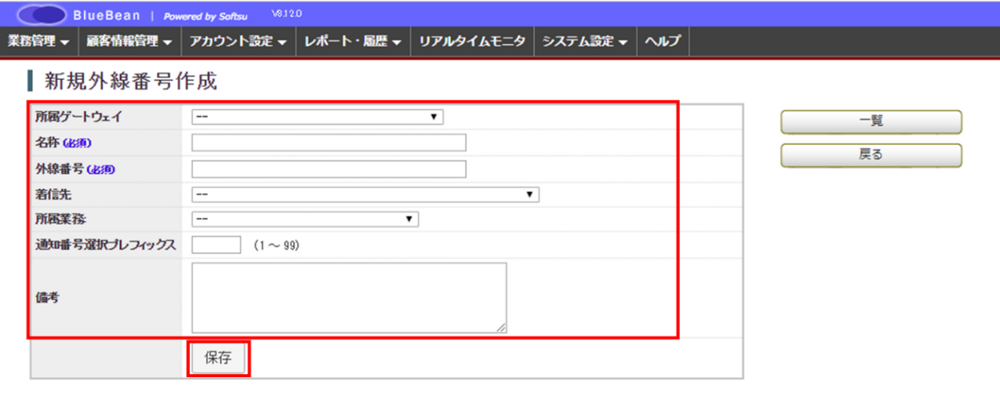 BlueBean | Powered by Softsu V8.12.0
業務管理 ▼ 顧客情報管理 ▼ アカウント設定 ▼ レポート・履歴 ▼ リアルタイムモニタ システム設定 ▼ ヘルプ
新規外線番号作成
所属ゲートウェイ -- ▼
名称 (必須)
外線番号 (必須)
着信先 -- ▼
所属業務 -- ▼
通知番号選択プレフィックス (1 ～ 99)
備考
保存
一覧
戻る